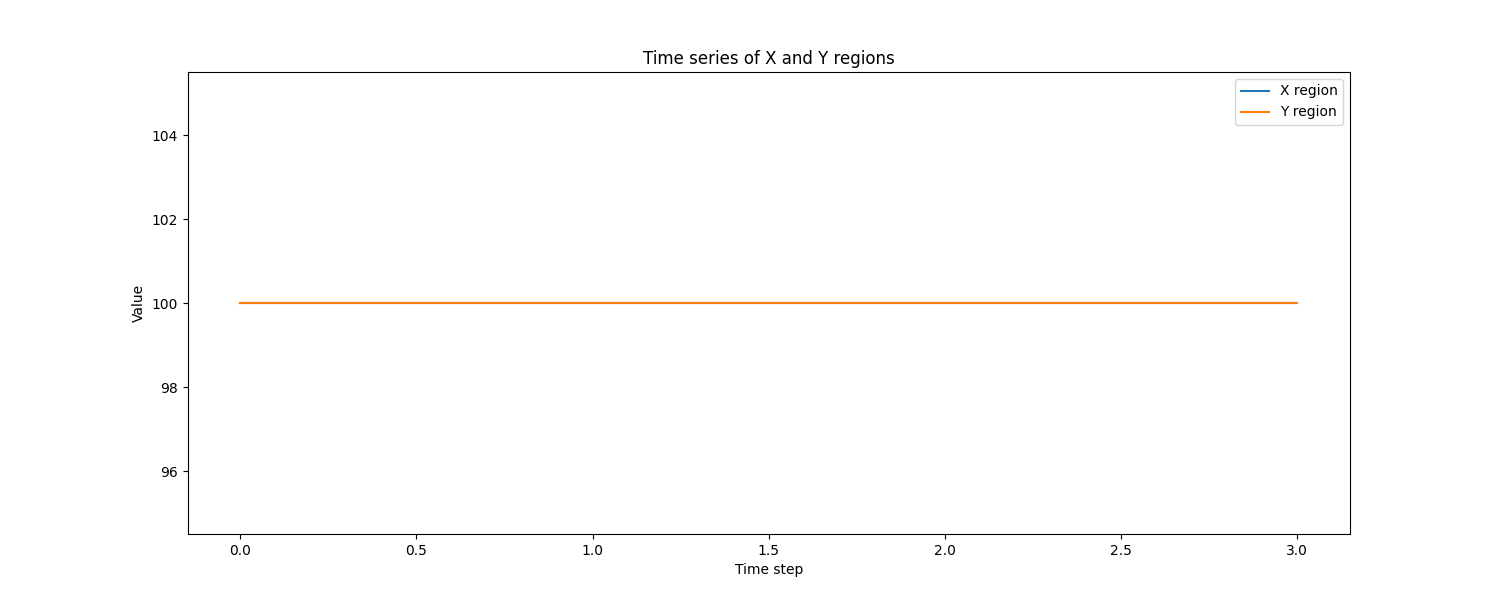 Time series of X and Y regions
X region
Y region
104
102
100
98
96
Value
0.0 0.5 1.0 1.5 2.0 2.5 3.0
Time step